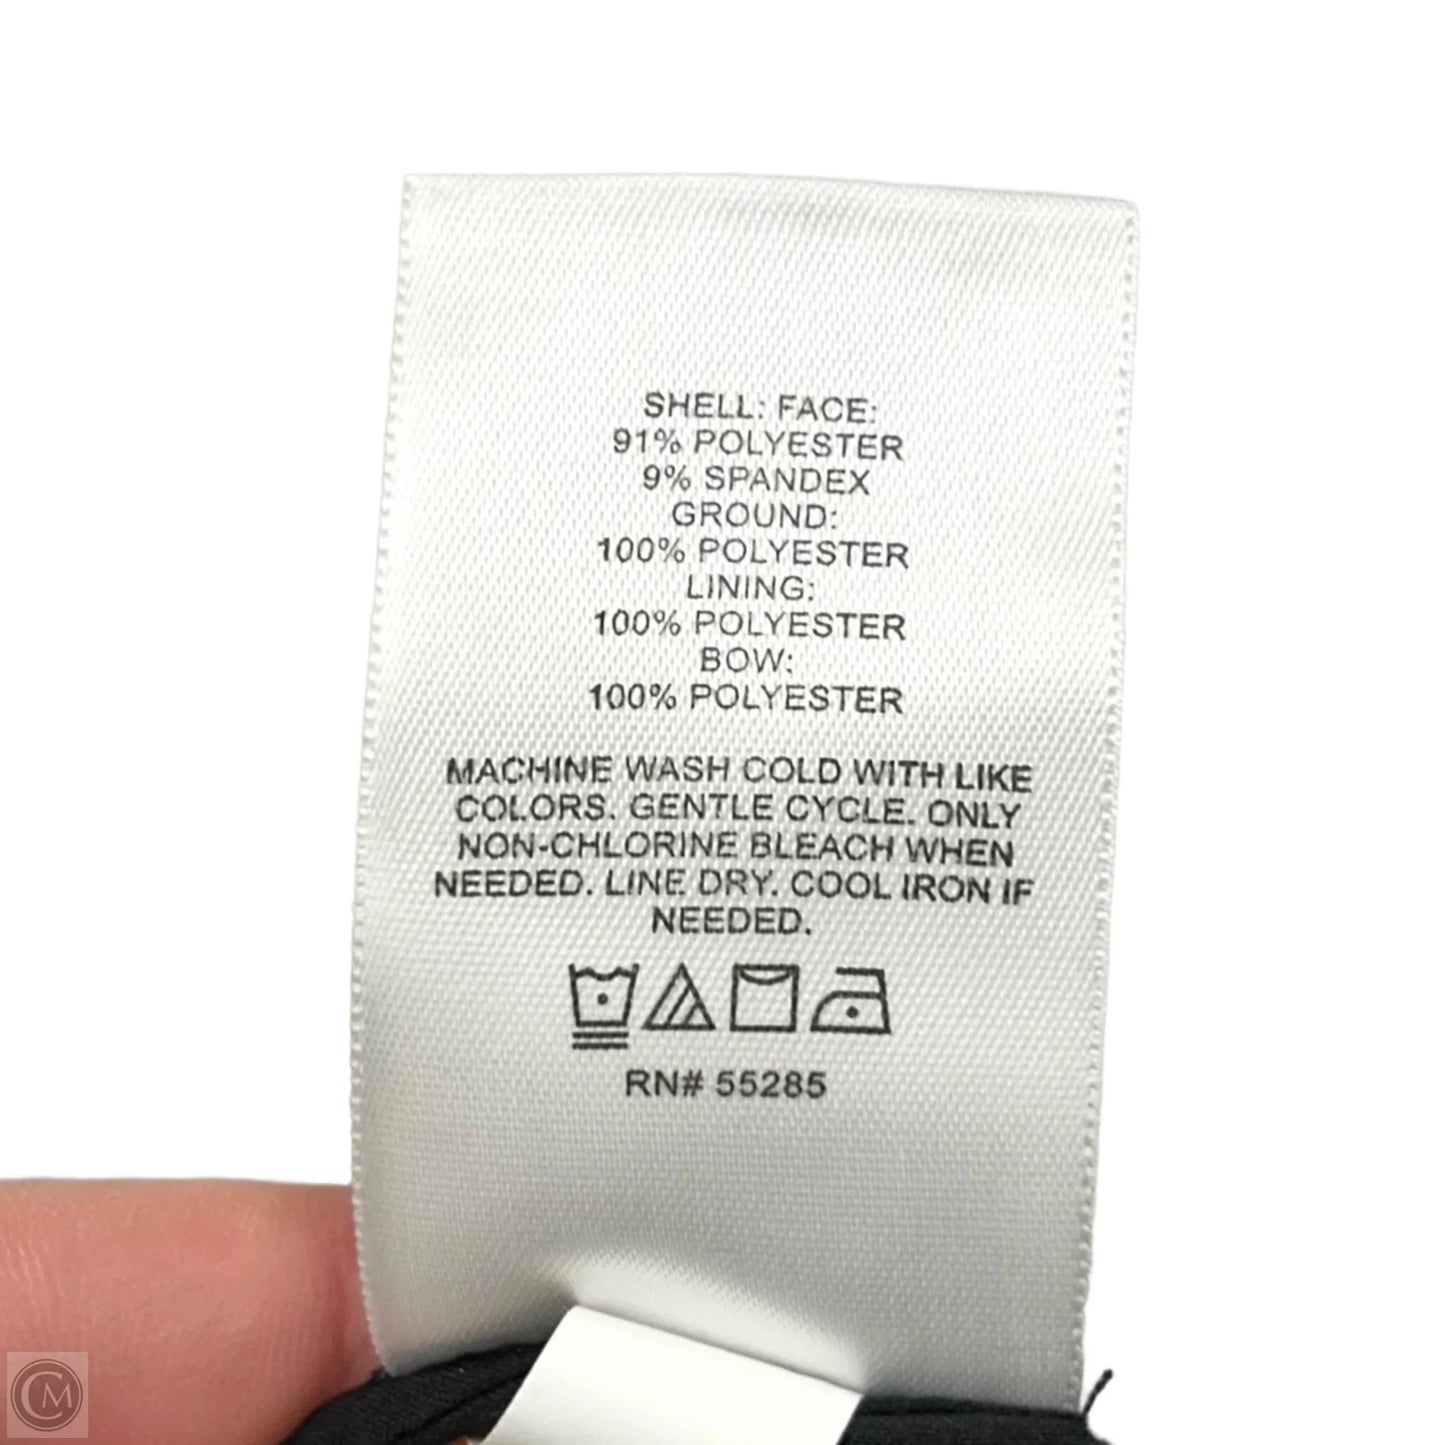 SHELL: FACE:
91% POLYESTER
9% SPANDEX
GROUND:
100% POLYESTER
LINING:
100% POLYESTER
BOW:
100% POLYESTER
MACHINE WASH COLD WITH LIKE
COLORS. GENTLE CYCLE. ONLY
NON-CHLORINE BLEACH WHEN
NEEDED. LINE DRY. COOL IRON IF
NEEDED.
RN# 55285
CM